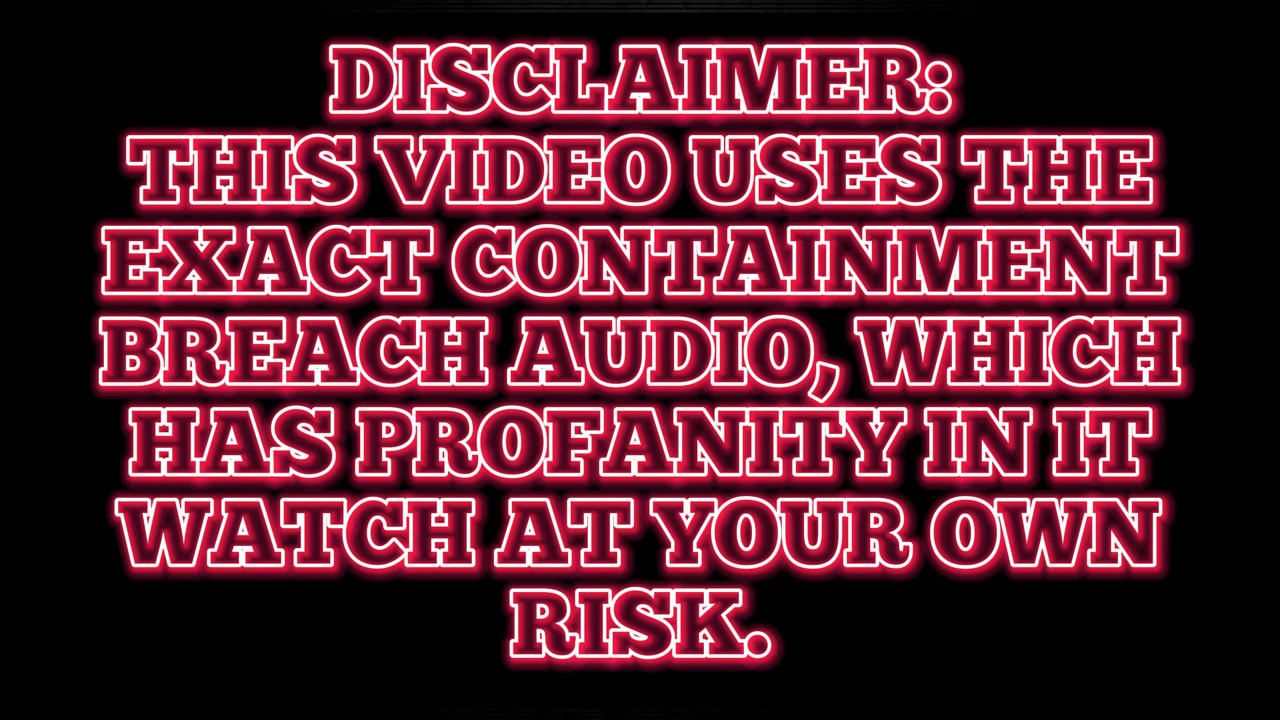 DISCLAIMER:
THIS VIDEO USES THE
EXACT CONTAINMENT
BREACH AUDIO, WHICH
HAS PROFANITY IN IT
WATCH AT YOUR OWN
RISK.